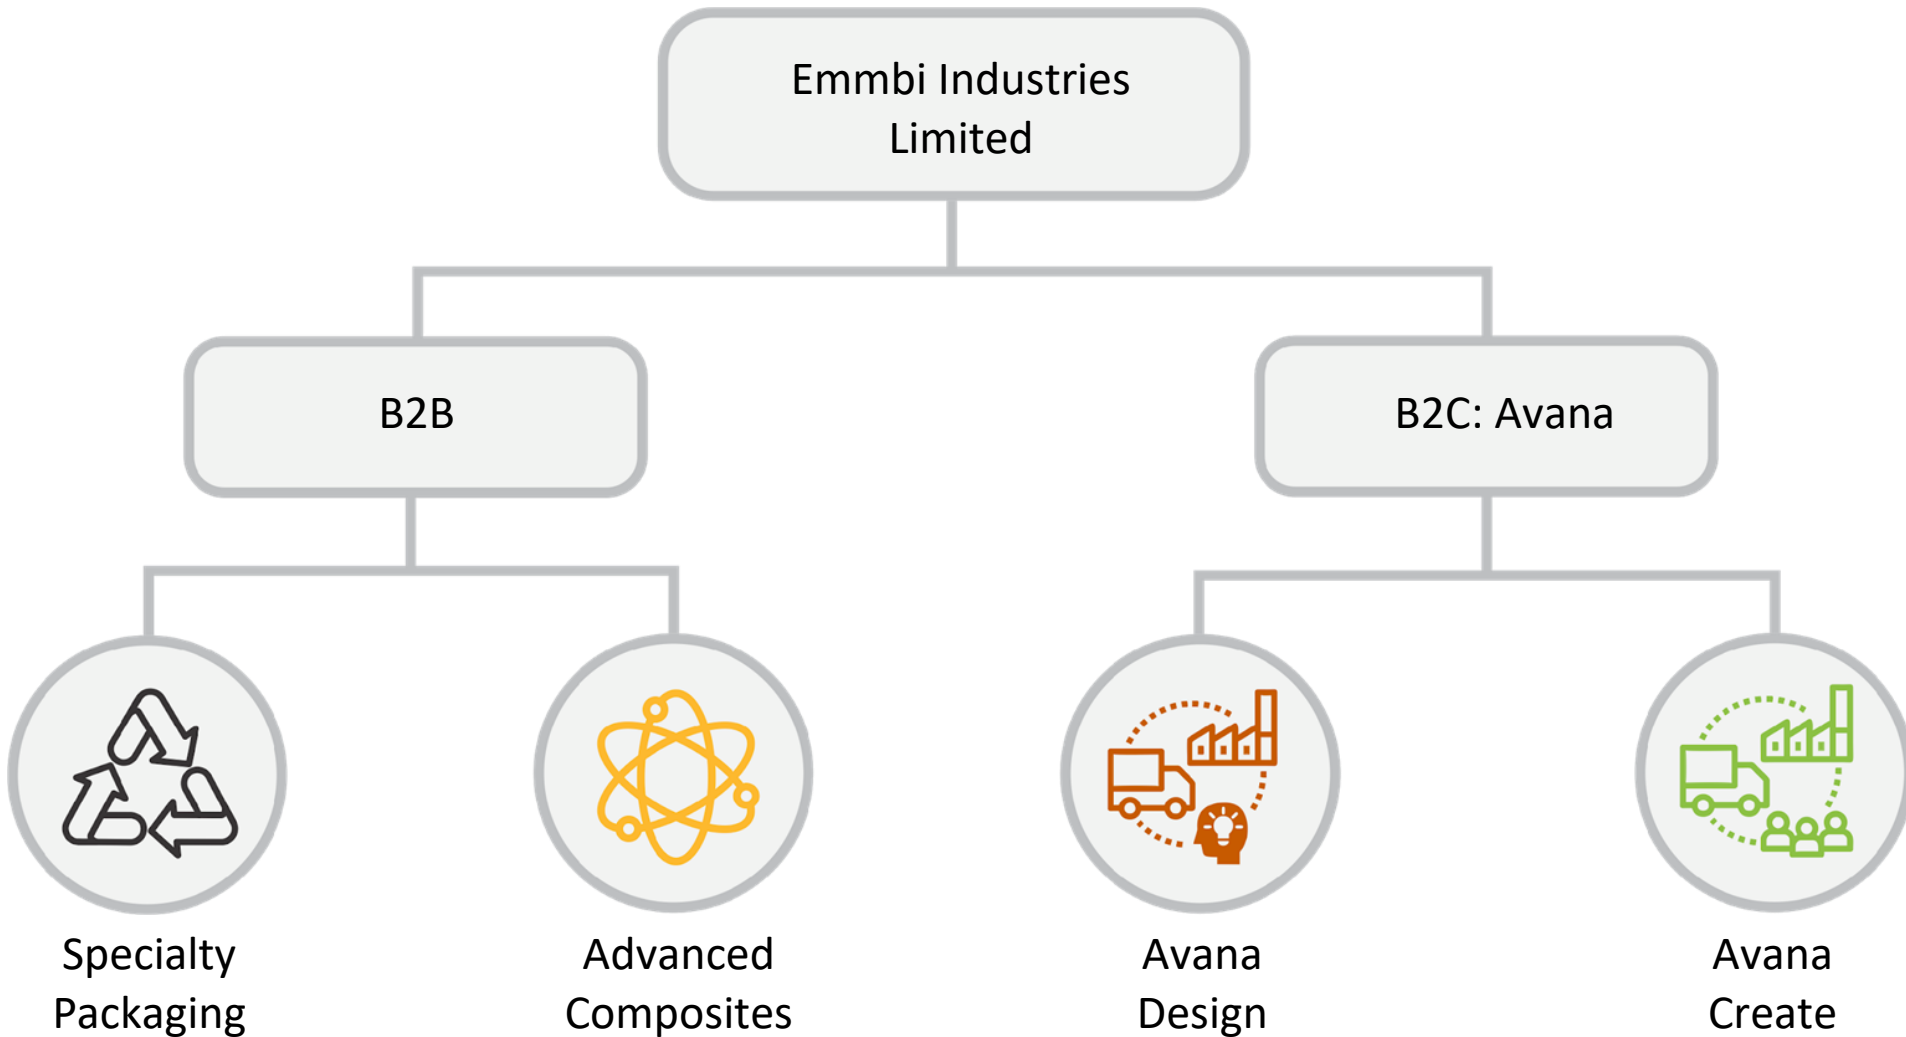 Emmbi Industries
Limited
B2B
B2C: Avana
Specialty
Packaging
Advanced
Composites
Avana
Design
Avana
Create